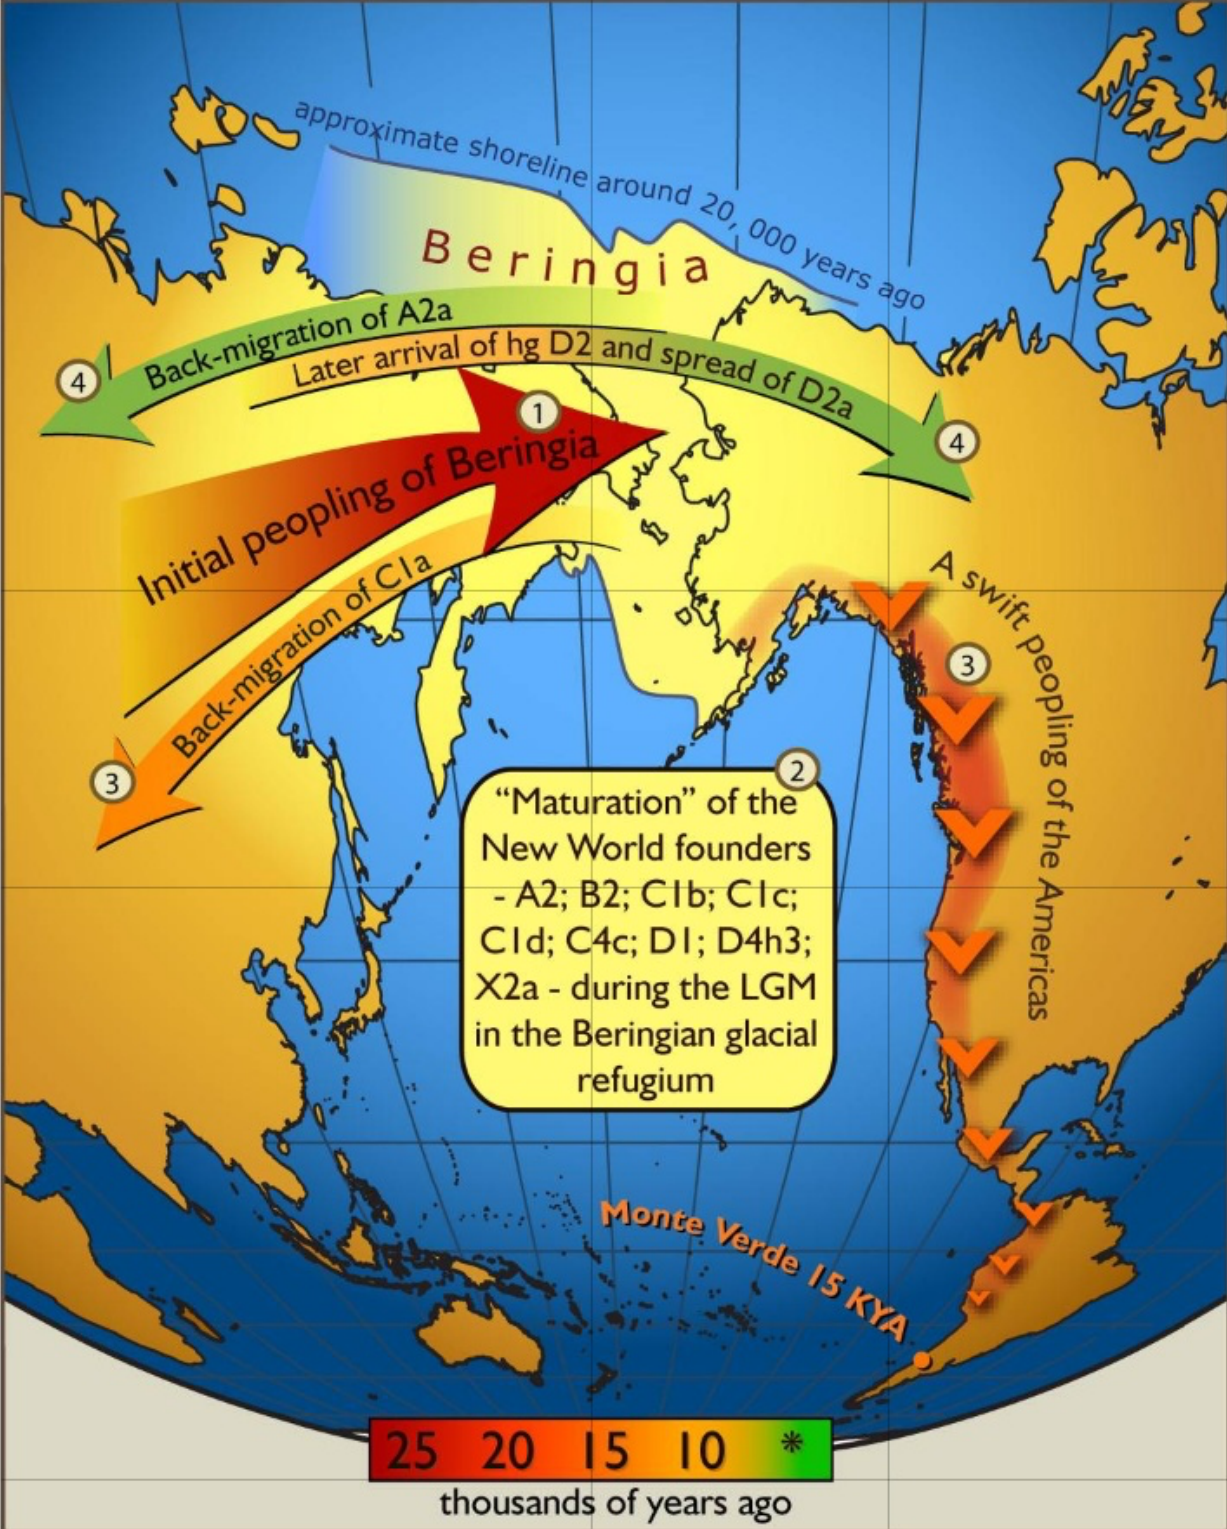 approximate shoreline around 20, 000 years ago
Beringia
Back-migration of A2a
Later arrival of hg D2 and spread of D2a
4
4
1
Initial peopling of Beringia
Back-migration of C1a
3
A swift peopling of the Americas
3
2
“Maturation” of the
New World founders
- A2; B2; C1b; C1c;
C1d; C4c; D1; D4h3;
X2a - during the LGM
in the Beringian glacial
refugium
Monte Verde 15 KYA
25 20 15 10 *
thousands of years ago